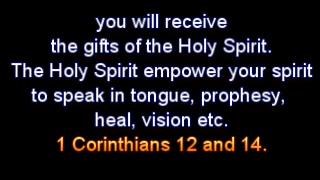 you will receive
the gifts of the Holy Spirit.
The Holy Spirit empower your spirit
to speak in tongue, prophesy,
heal, vision etc.
1 Corinthians 12 and 14.